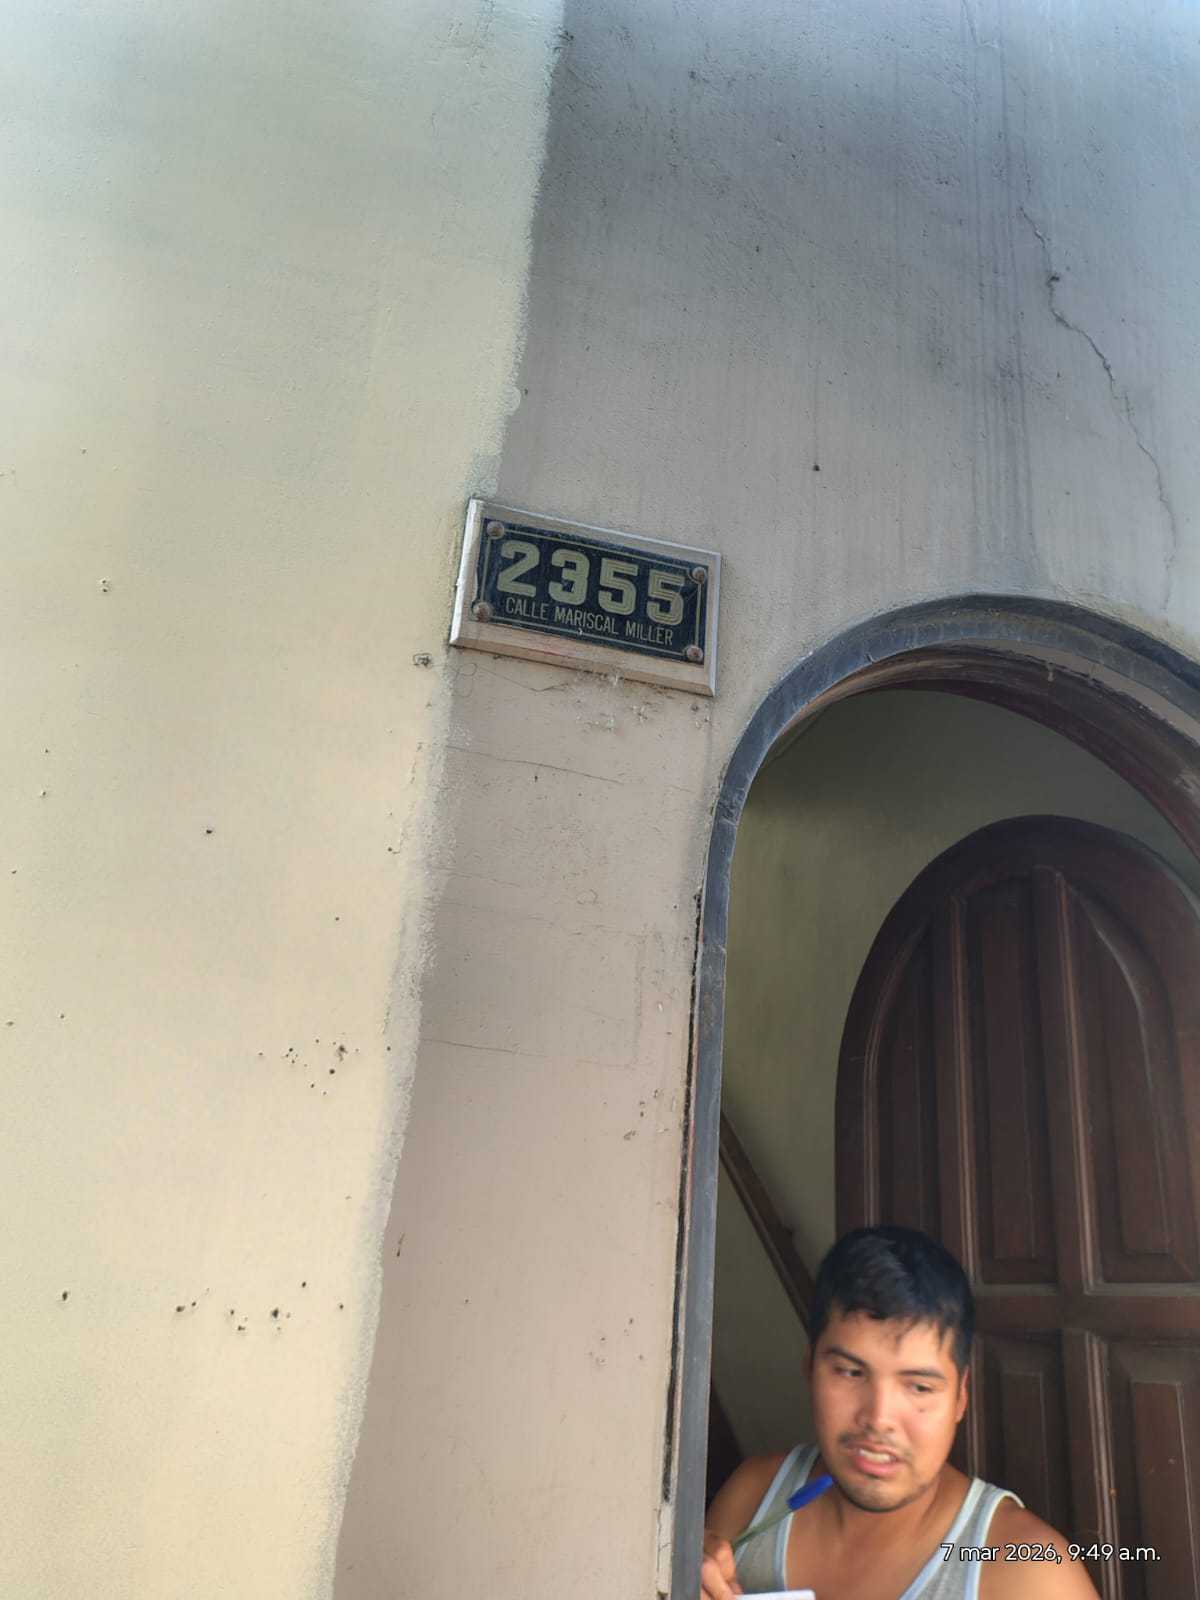 2355
CALLE MARISCAL MILLER
7 mar 2026, 9:49 a.m.